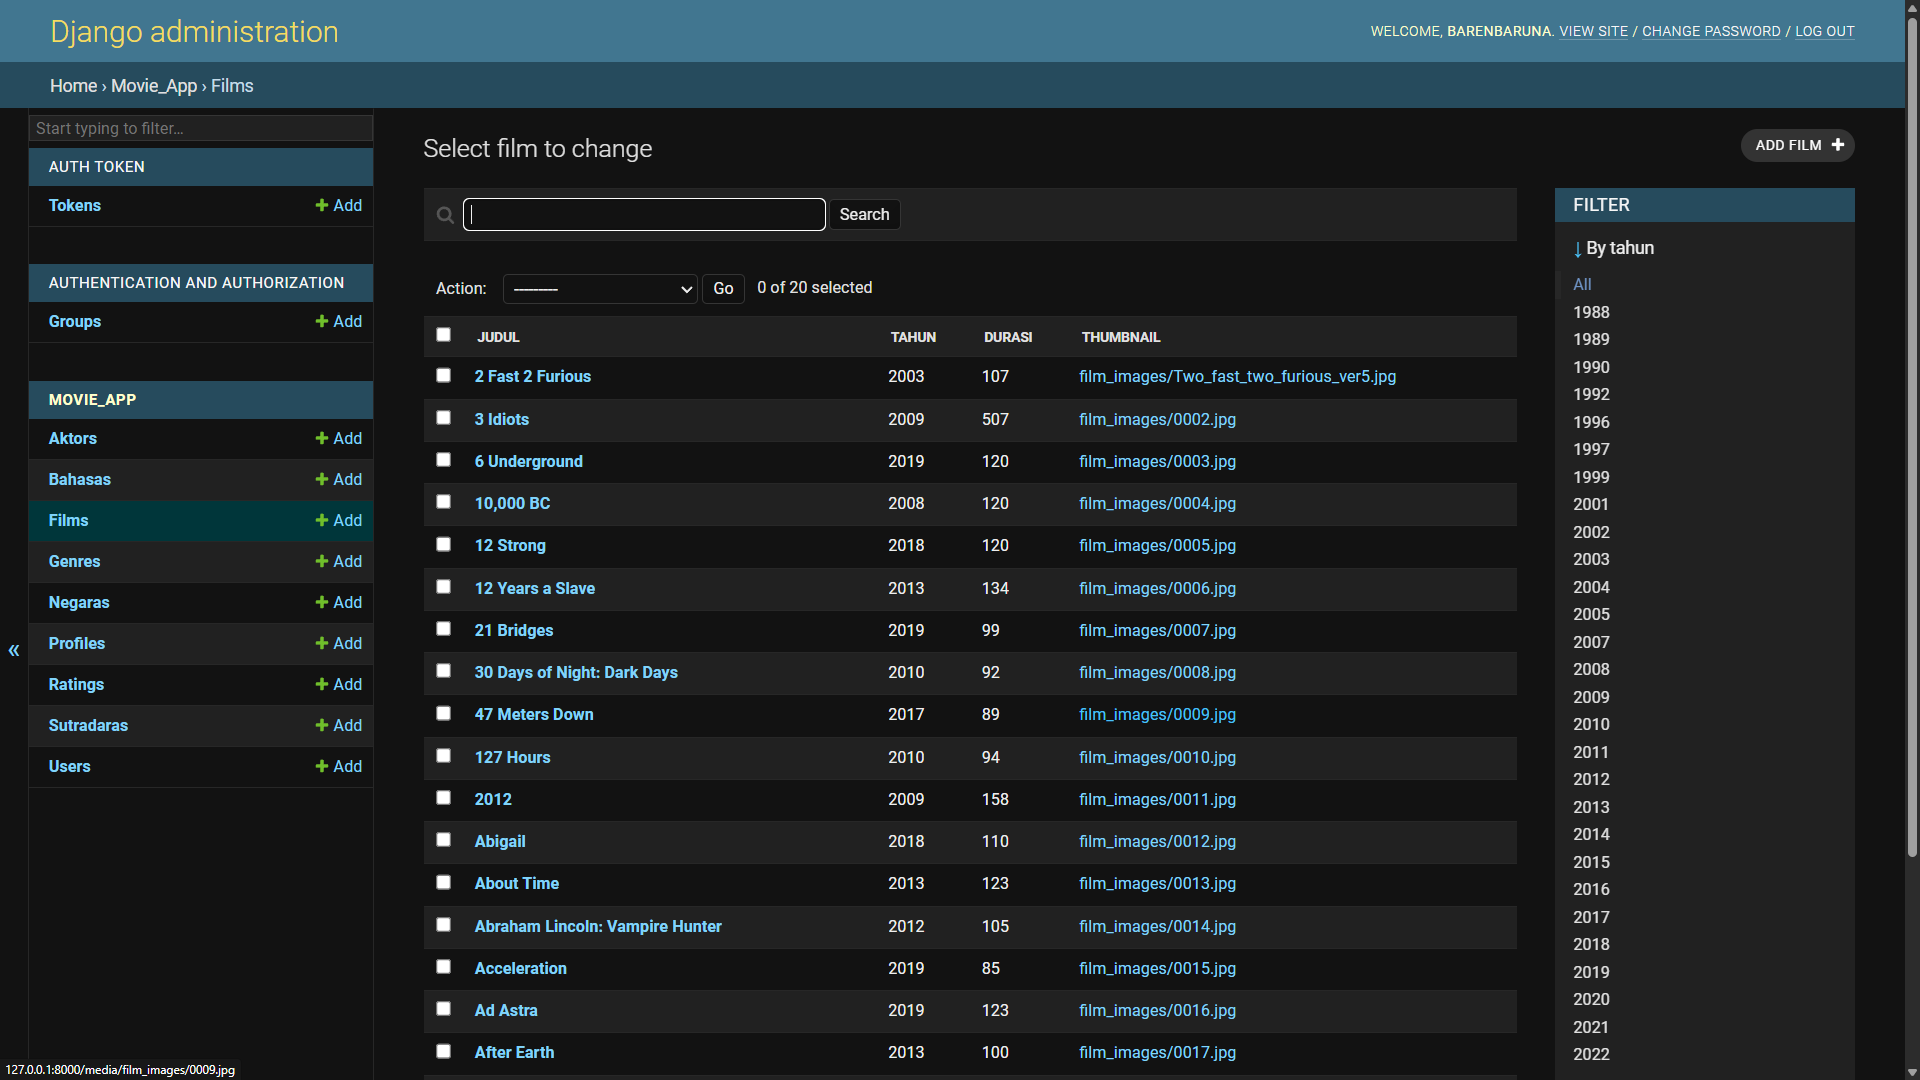 Django administration
WELCOME, BARENBARUNA. VIEW SITE / CHANGE PASSWORD / LOG OUT
Home › Movie_App › Films
Start typing to filter...
AUTH TOKEN
Tokens + Add
AUTHENTICATION AND AUTHORIZATION
Groups + Add
MOVIE_APP
Aktors + Add
Bahasas + Add
Films + Add
Genres + Add
Negaras + Add
Profiles + Add
Ratings + Add
Sutradaras + Add
Users + Add
«
Select film to change
ADD FILM +
Search
Action: --------- Go 0 of 20 selected
JUDUL TAHUN DURASI THUMBNAIL
2 Fast 2 Furious 2003 107 film_images/Two_fast_two_furious_ver5.jpg
3 Idiots 2009 507 film_images/0002.jpg
6 Underground 2019 120 film_images/0003.jpg
10,000 BC 2008 120 film_images/0004.jpg
12 Strong 2018 120 film_images/0005.jpg
12 Years a Slave 2013 134 film_images/0006.jpg
21 Bridges 2019 99 film_images/0007.jpg
30 Days of Night: Dark Days 2010 92 film_images/0008.jpg
47 Meters Down 2017 89 film_images/0009.jpg
127 Hours 2010 94 film_images/0010.jpg
2012 2009 158 film_images/0011.jpg
Abigail 2018 110 film_images/0012.jpg
About Time 2013 123 film_images/0013.jpg
Abraham Lincoln: Vampire Hunter 2012 105 film_images/0014.jpg
Acceleration 2019 85 film_images/0015.jpg
Ad Astra 2019 123 film_images/0016.jpg
After Earth 2013 100 film_images/0017.jpg
FILTER
↓ By tahun
All
1988
1989
1990
1992
1996
1997
1999
2001
2002
2003
2004
2005
2007
2008
2009
2010
2011
2012
2013
2014
2015
2016
2017
2018
2019
2020
2021
2022
127.0.0.1:8000/media/film_images/0009.jpg